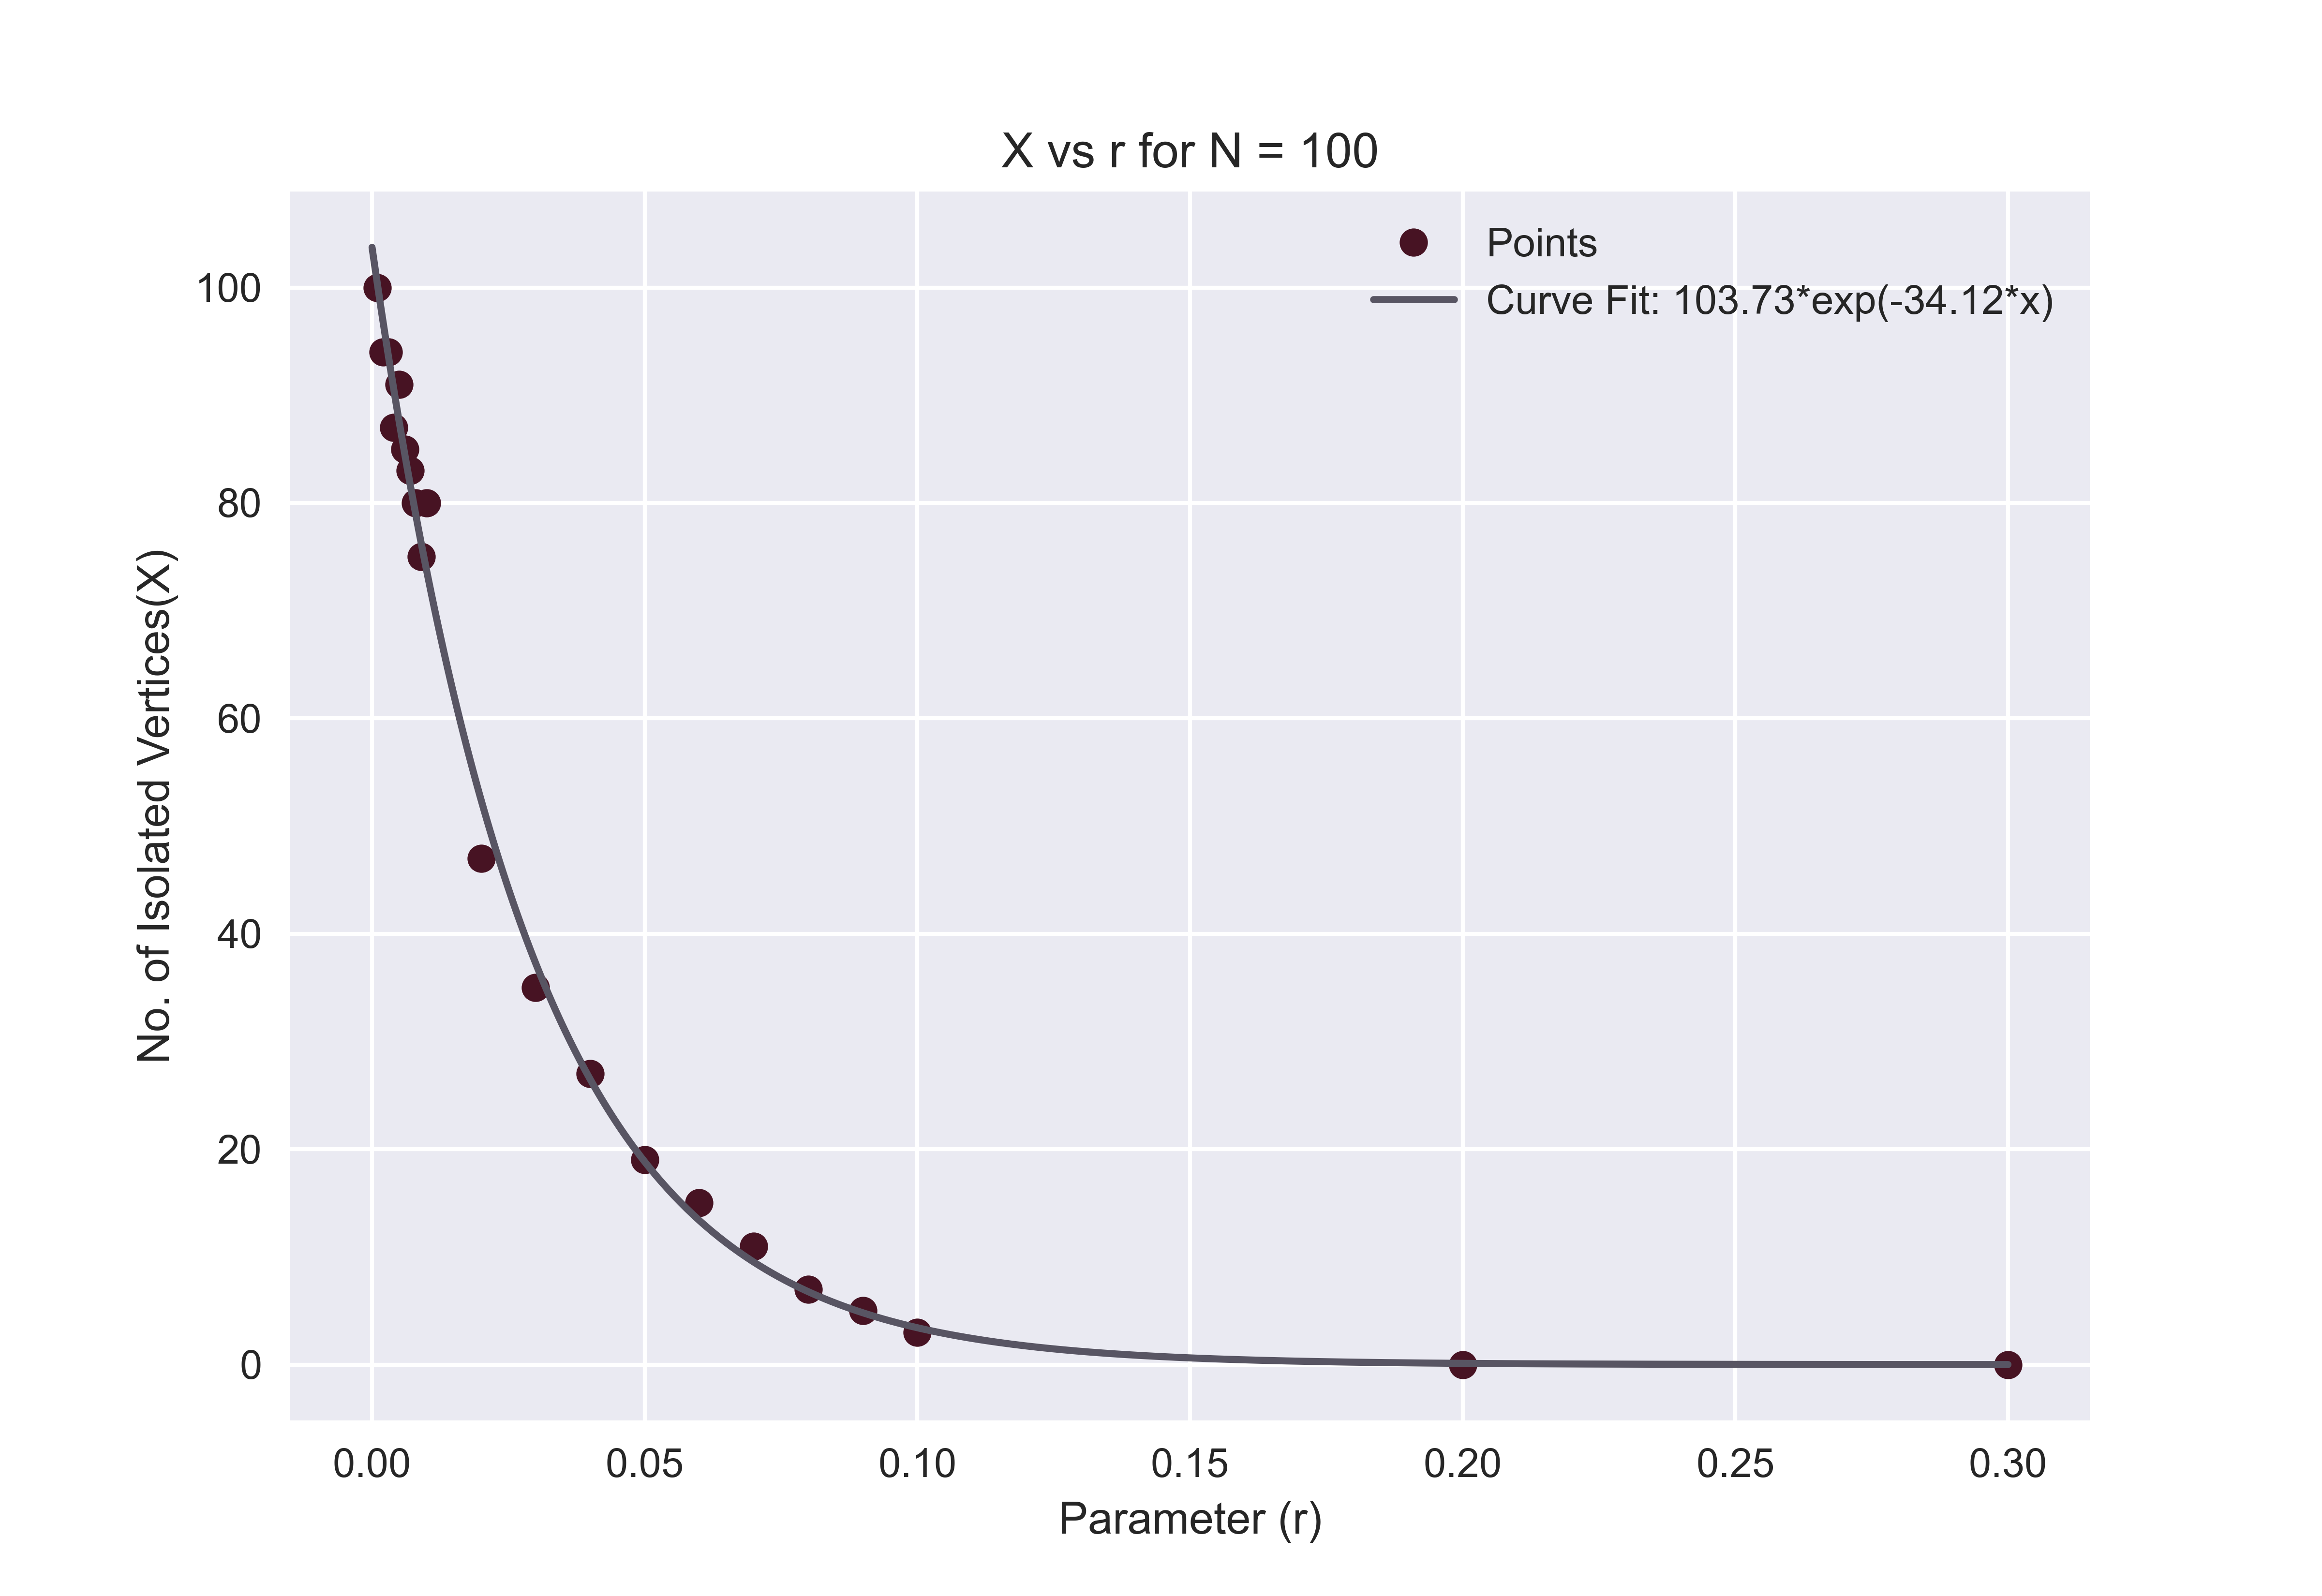 X vs r for N = 100
Points
Curve Fit: 103.73*exp(-34.12*x)
No. of Isolated Vertices(X)
100
80
60
40
20
0
0.00 0.05 0.10 0.15 0.20 0.25 0.30
Parameter (r)